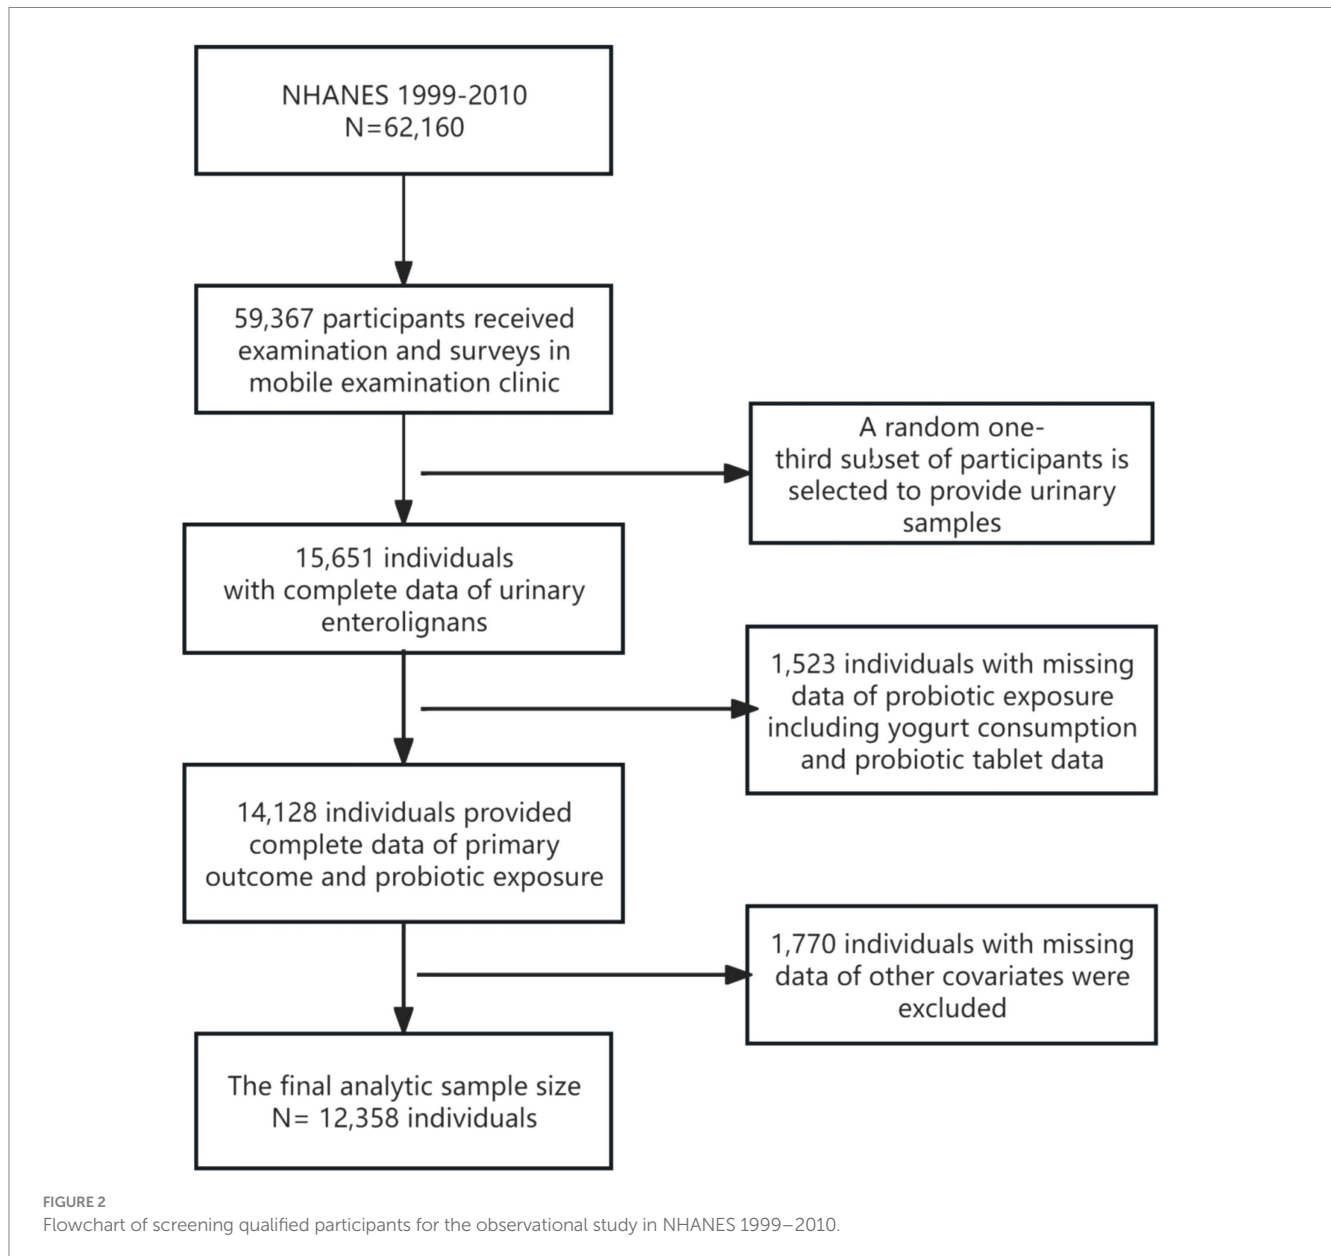 NHANES 1999-2010
N=62,160
59,367 participants received
examination and surveys in
mobile examination clinic
A random one-
third subset of participants is
selected to provide urinary
samples
15,651 individuals
with complete data of urinary
enterolignans
1,523 individuals with missing
data of probiotic exposure
including yogurt consumption
and probiotic tablet data
14,128 individuals provided
complete data of primary
outcome and probiotic exposure
1,770 individuals with missing
data of other covariates were
excluded
The final analytic sample size
N= 12,358 individuals
FIGURE 2
Flowchart of screening qualified participants for the observational study in NHANES 1999–2010.